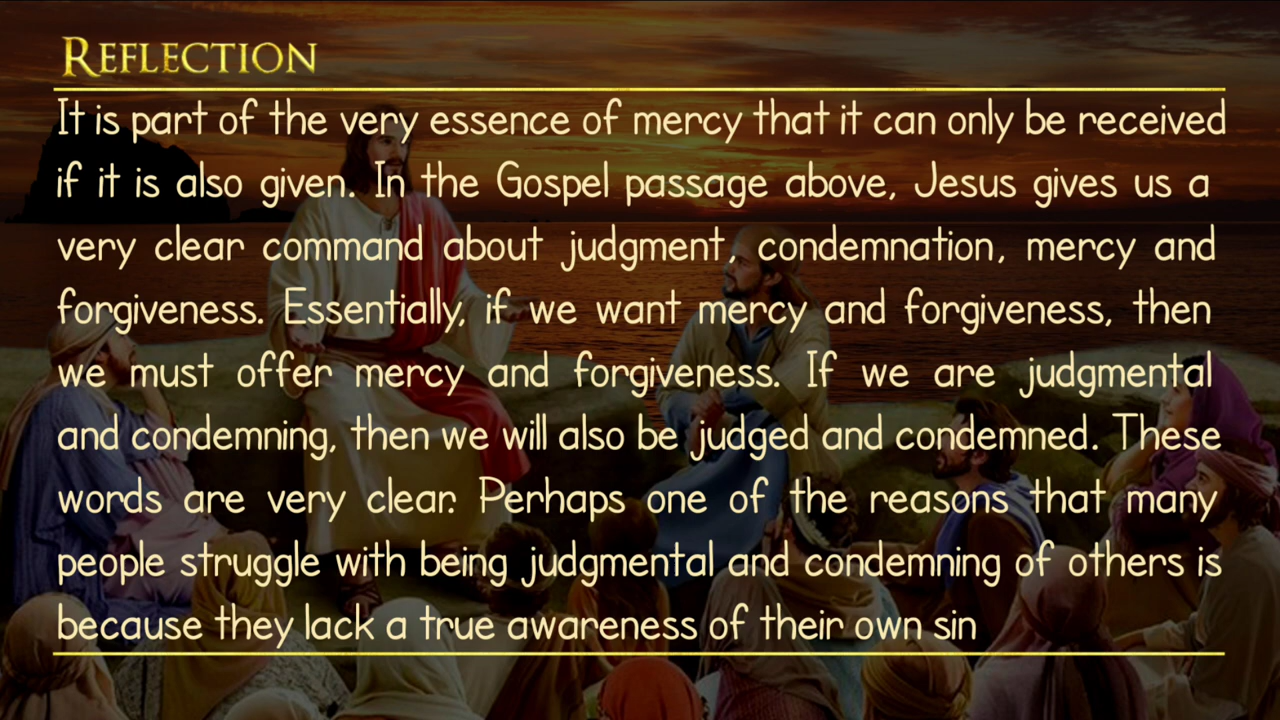 REFLECTION
It is part of the very essence of mercy that it can only be received
if it is also given. In the Gospel passage above, Jesus gives us a
very clear command about judgment, condemnation, mercy and
forgiveness. Essentially, if we want mercy and forgiveness, then
we must offer mercy and forgiveness. If we are judgmental
and condemning, then we will also be judged and condemned. These
words are very clear. Perhaps one of the reasons that many
people struggle with being judgmental and condemning of others is
because they lack a true awareness of their own sin